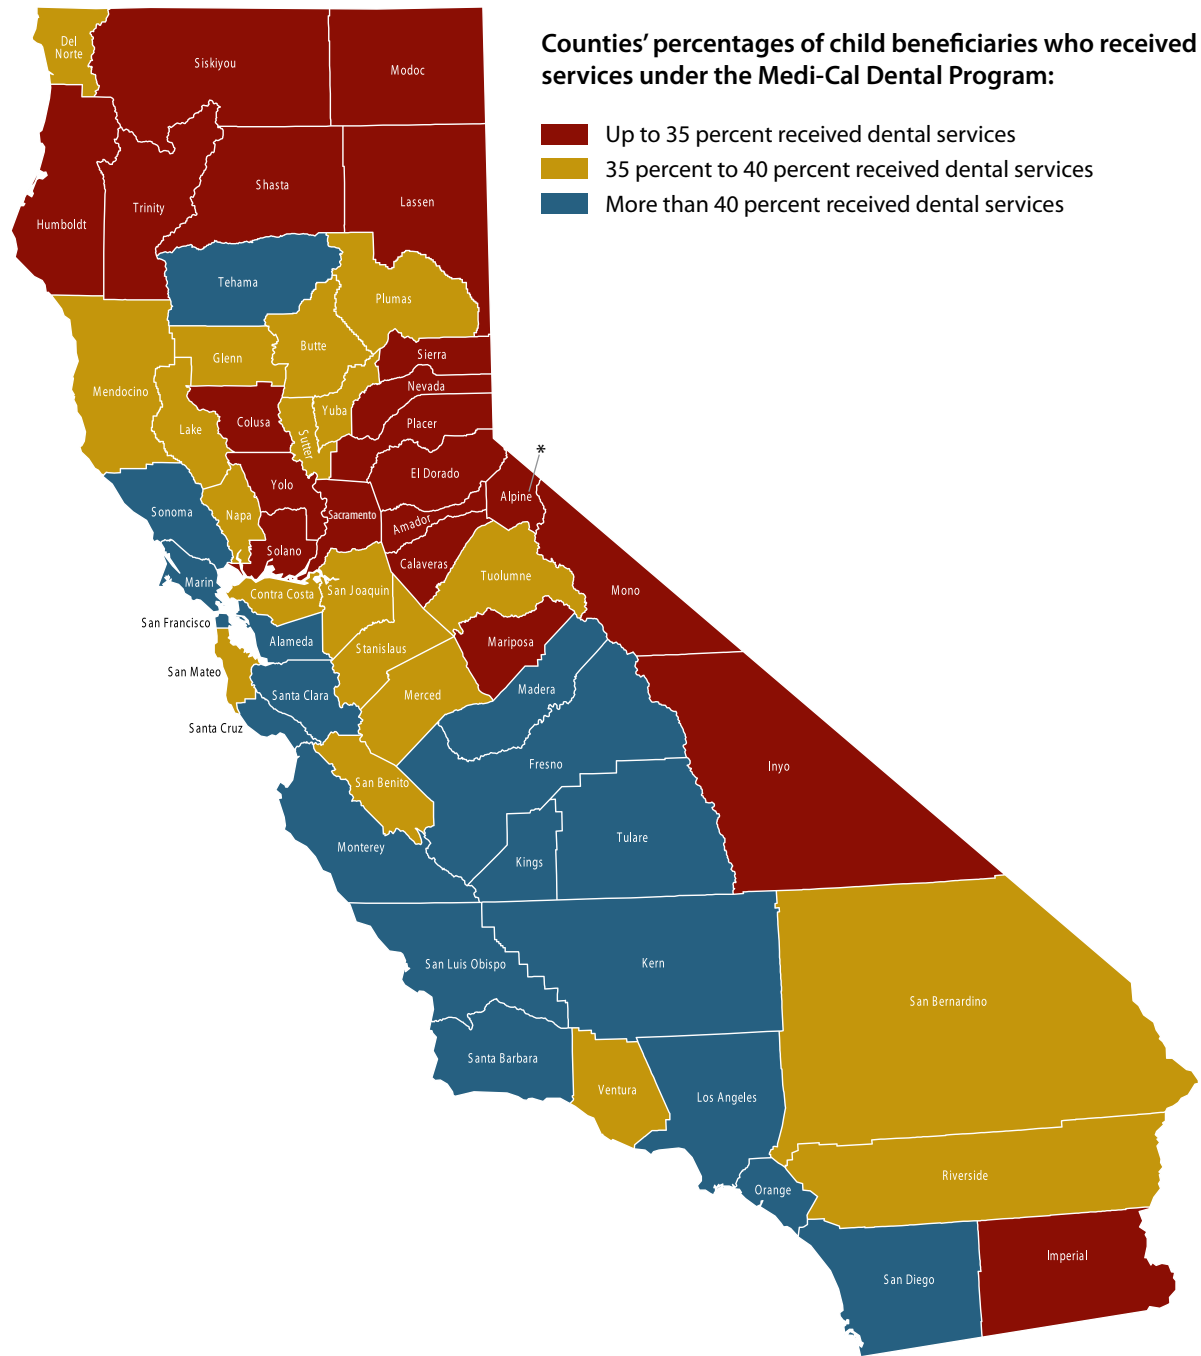 Counties’ percentages of child beneficiaries who received
services under the Medi-Cal Dental Program:
Up to 35 percent received dental services
35 percent to 40 percent received dental services
More than 40 percent received dental services
Del
Norte
Siskiyou
Modoc
Humboldt
Trinity
Shasta
Lassen
Tehama
Plumas
Mendocino
Glenn
Butte
Sierra
Nevada
Yuba
Placer
Lake
Colusa
Sutter
*
El Dorado
Alpine
Yolo
Sonoma
Napa
Sacramento
Amador
Solano
Calaveras
Marin
Contra Costa
San Joaquin
Tuolumne
Mono
San Francisco
Alameda
Stanislaus
Mariposa
San Mateo
Santa Clara
Merced
Madera
Santa Cruz
Fresno
Inyo
San Benito
Monterey
Kings
Tulare
San Luis Obispo
Kern
San Bernardino
Santa Barbara
Ventura
Los Angeles
Orange
Riverside
San Diego
Imperial